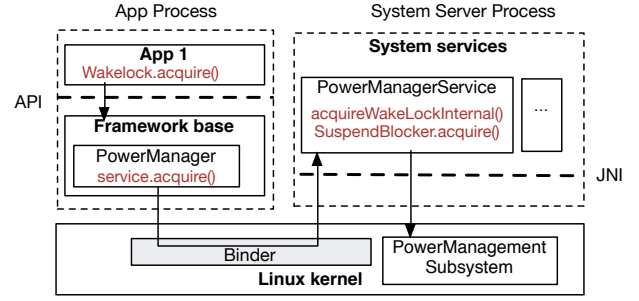 App Process
System Server Process
App 1
Wakelock.acquire()
API
Framework base
PowerManager
service.acquire()
System services
PowerManagerService
acquireWakeLockInternal()
SuspendBlocker.acquire()
...
JNI
Binder
Linux kernel
PowerManagement
Subsystem